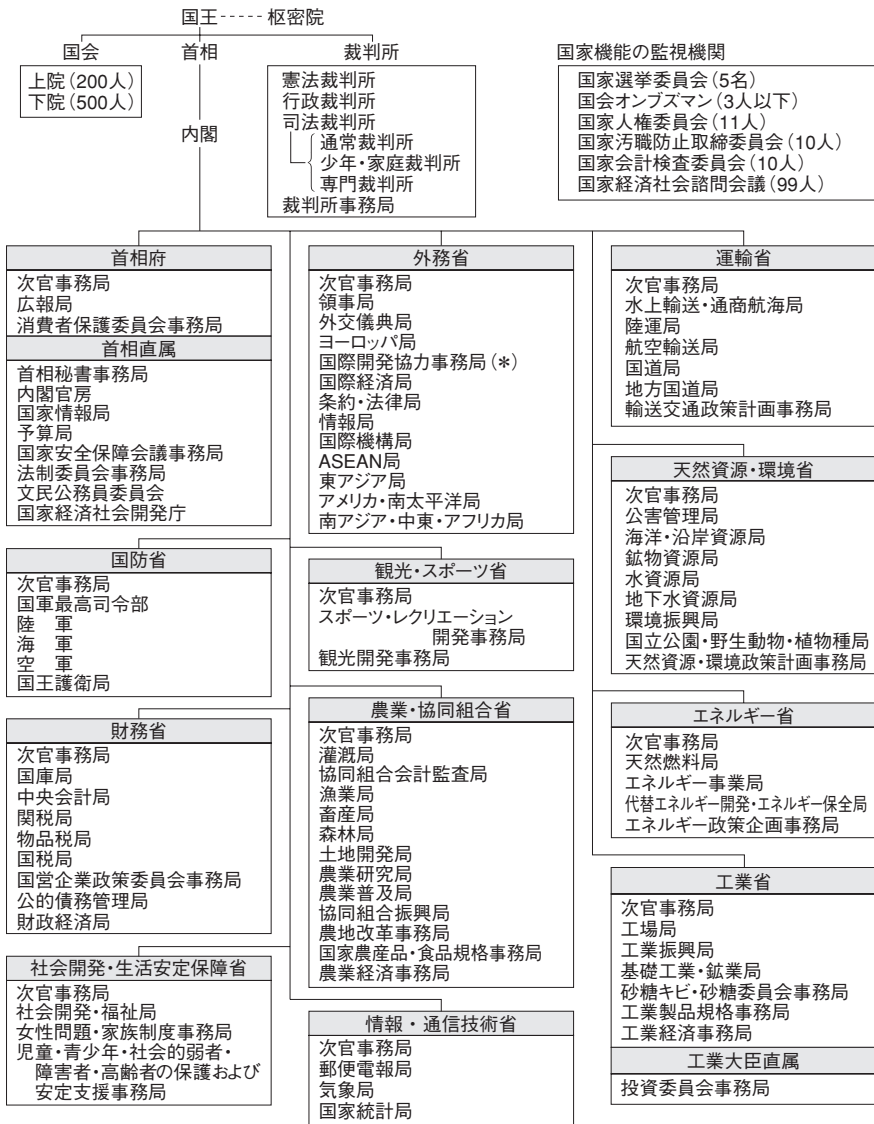 国王-----枢密院
国会
首相
裁判所
国家機能の監視機関
上院(200人)
下院(500人)
内閣
憲法裁判所
行政裁判所
司法裁判所
通常裁判所
少年・家庭裁判所
専門裁判所
裁判所事務局
国家選挙委員会(5名)
国会オンブズマン(3人以下)
国家人権委員会(11人)
国家汚職防止取締委員会(10人)
国家会計検査委員会(10人)
国家経済社会諮問会議(99人)
首相府
次官事務局
広報局
消費者保護委員会事務局
首相直属
首相秘書事務局
内閣官房
国家情報局
予算局
国家安全保障会議事務局
法制委員会事務局
文民公務員委員会
国家経済社会開発庁
国防省
次官事務局
国軍最高司令部
陸 軍
海 軍
空 軍
国王護衛局
財務省
次官事務局
国庫局
中央会計局
関税局
物品税局
国税局
国営企業政策委員会事務局
公的債務管理局
財政経済局
社会開発・生活安定保障省
次官事務局
社会開発・福祉局
女性問題・家族制度事務局
児童・青少年・社会的弱者・
障害者・高齢者の保護および
安定支援事務局
外務省
次官事務局
領事局
外交儀典局
ヨーロッパ局
国際開発協力事務局(*)
国際経済局
条約・法律局
情報局
国際機構局
ASEAN局
東アジア局
アメリカ・南太平洋局
南アジア・中東・アフリカ局
観光・スポーツ省
次官事務局
スポーツ・レクリエーション
開発事務局
観光開発事務局
農業・協同組合省
次官事務局
灌漑局
協同組合会計監査局
漁業局
畜産局
森林局
土地開発局
農業研究局
農業普及局
協同組合振興局
農地改革事務局
国家農産品・食品規格事務局
農業経済事務局
情報・通信技術省
次官事務局
郵便電報局
気象局
国家統計局
運輸省
次官事務局
水上輸送・通商航海局
陸運局
航空輸送局
国道局
地方国道局
輸送交通政策計画事務局
天然資源・環境省
次官事務局
公害管理局
海洋・沿岸資源局
鉱物資源局
水資源局
地下水資源局
環境振興局
国立公園・野生動物・植物種局
天然資源・環境政策計画事務局
エネルギー省
次官事務局
天然燃料局
エネルギー事業局
代替エネルギー開発・エネルギー保全局
エネルギー政策企画事務局
工業省
次官事務局
工場局
工業振興局
基礎工業・鉱業局
砂糖キビ・砂糖委員会事務局
工業製品規格事務局
工業経済事務局
工業大臣直属
投資委員会事務局